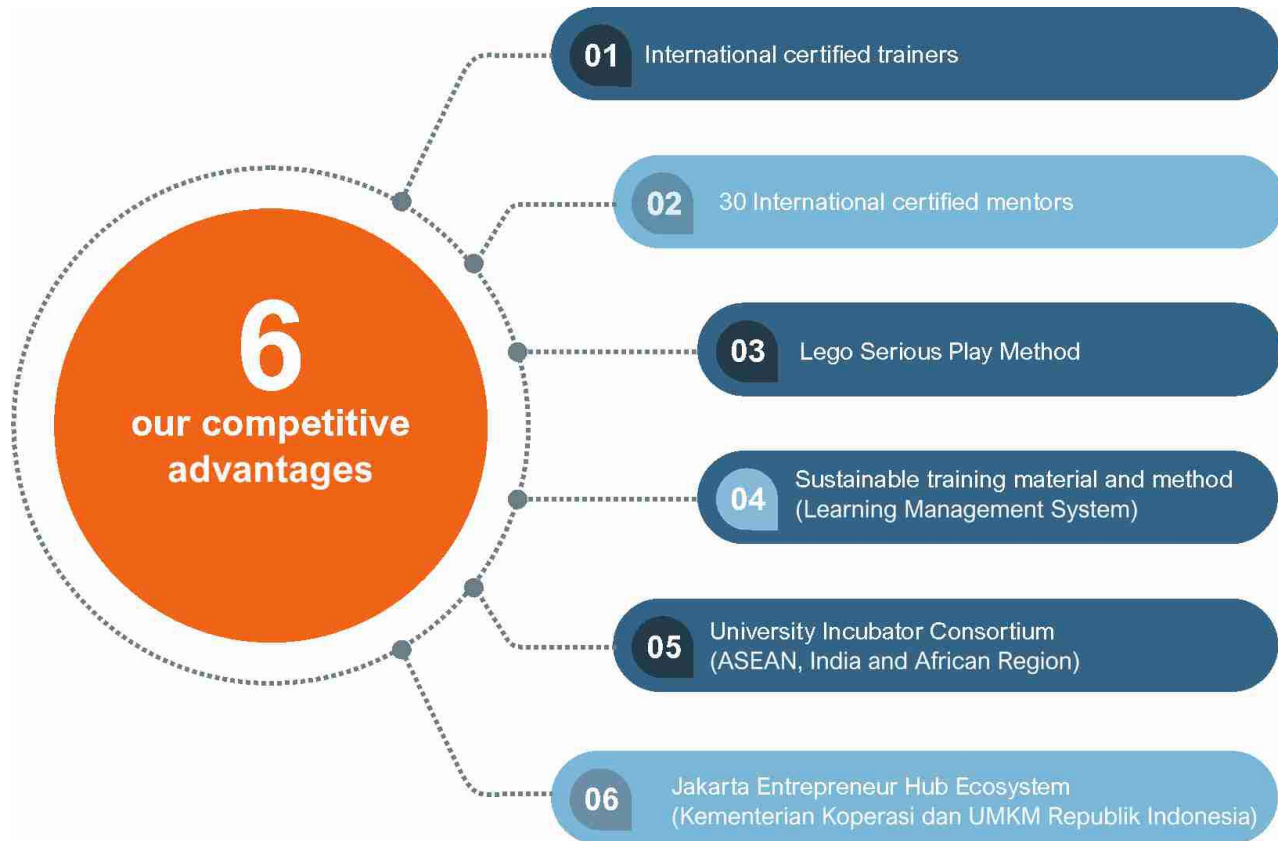 6
our competitive
advantages
01
International certified trainers
02
30 International certified mentors
03
Lego Serious Play Method
04
Sustainable training material and method
(Learning Management System)
05
University Incubator Consortium
(ASEAN, India and African Region)
06
Jakarta Entrepreneur Hub Ecosystem
(Kementerian Koperasi dan UMKM Republik Indonesia)